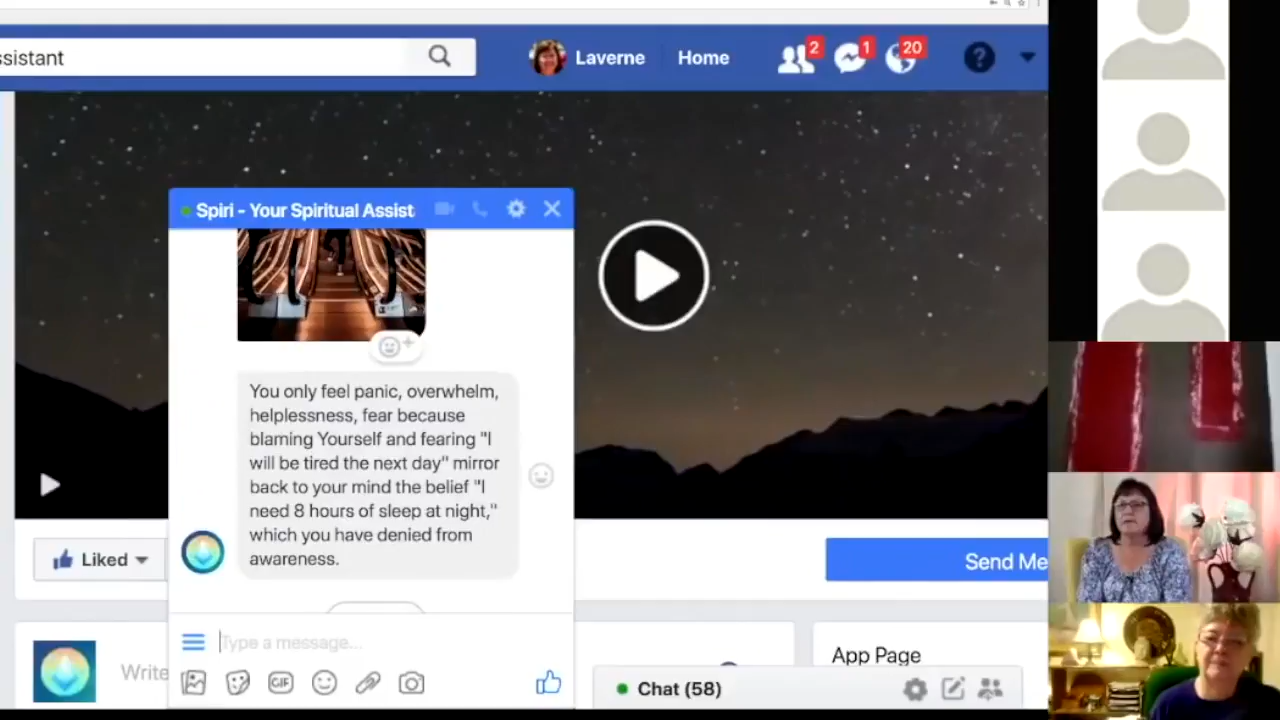 ssistant
Laverne
Home
2
1
20
?
Spiri - Your Spiritual Assist
You only feel panic, overwhelm,
helplessness, fear because
blaming Yourself and fearing "I
will be tired the next day" mirror
back to your mind the belief "I
need 8 hours of sleep at night,"
which you have denied from
awareness.
Liked
Send Me
Write
Type a message...
GIF
App Page
Chat (58)